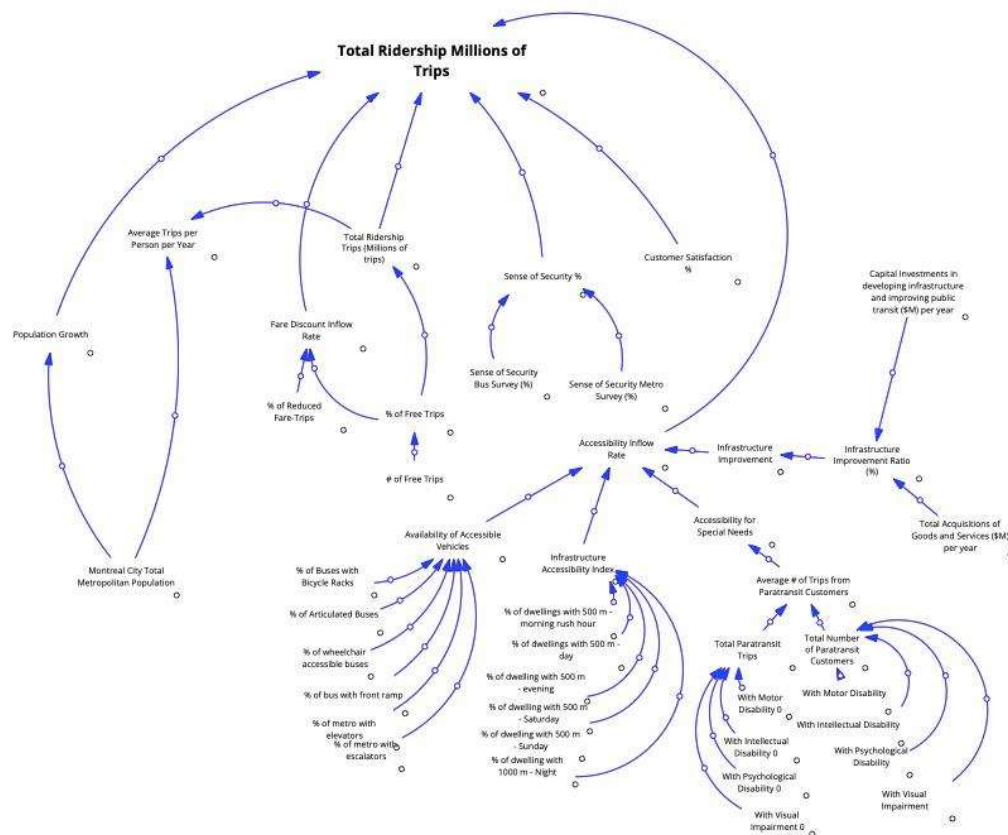 Total Ridership Millions of
Trips
Average Trips per
Person per Year
Total Ridership
Trips (Millions of
trips)
Customer Satisfaction
%
Sense of Security %
Capital Investments in
developing infrastructure
and improving public
transit ($M) per year
Population Growth
Fare Discount Inflow
Rate
Sense of Security
Bus Survey (%)
Sense of Security Metro
Survey (%)
% of Reduced
Fare-Trips
% of Free Trips
# of Free Trips
Accessibility Inflow
Rate
Infrastructure
Improvement
Infrastructure
Improvement Ratio
(%)
Accessibility for
Special Needs
Total Acquisitions of
Goods and Services ($M)
per year
Availability of Accessible
Vehicles
Infrastructure
Accessibility Index
Montreal City Total
Metropolitan Population
Average # of Trips from
Paratransit Customers
% of Buses with
Bicycle Racks
% of Articulated Buses
% of wheelchair
accessible buses
% of bus with front ramp
% of metro with
elevators
% of metro with
escalators
% of dwellings with 500 m -
morning rush hour
% of dwellings with 500 m -
day
% of dwelling with 500 m
- evening
% of dwelling with 500 m
- Saturday
% of dwelling with 500 m
- Sunday
% of dwelling with
1000 m - Night
Total Paratransit
Trips
Total Number
of Paratransit
Customers
With Motor
Disability 0
With Intellectual
Disability 0
With Psychological
Disability 0
With Visual
Impairment 0
With Motor Disability
With Intellectual Disability
With Psychological
Disability
With Visual
Impairment